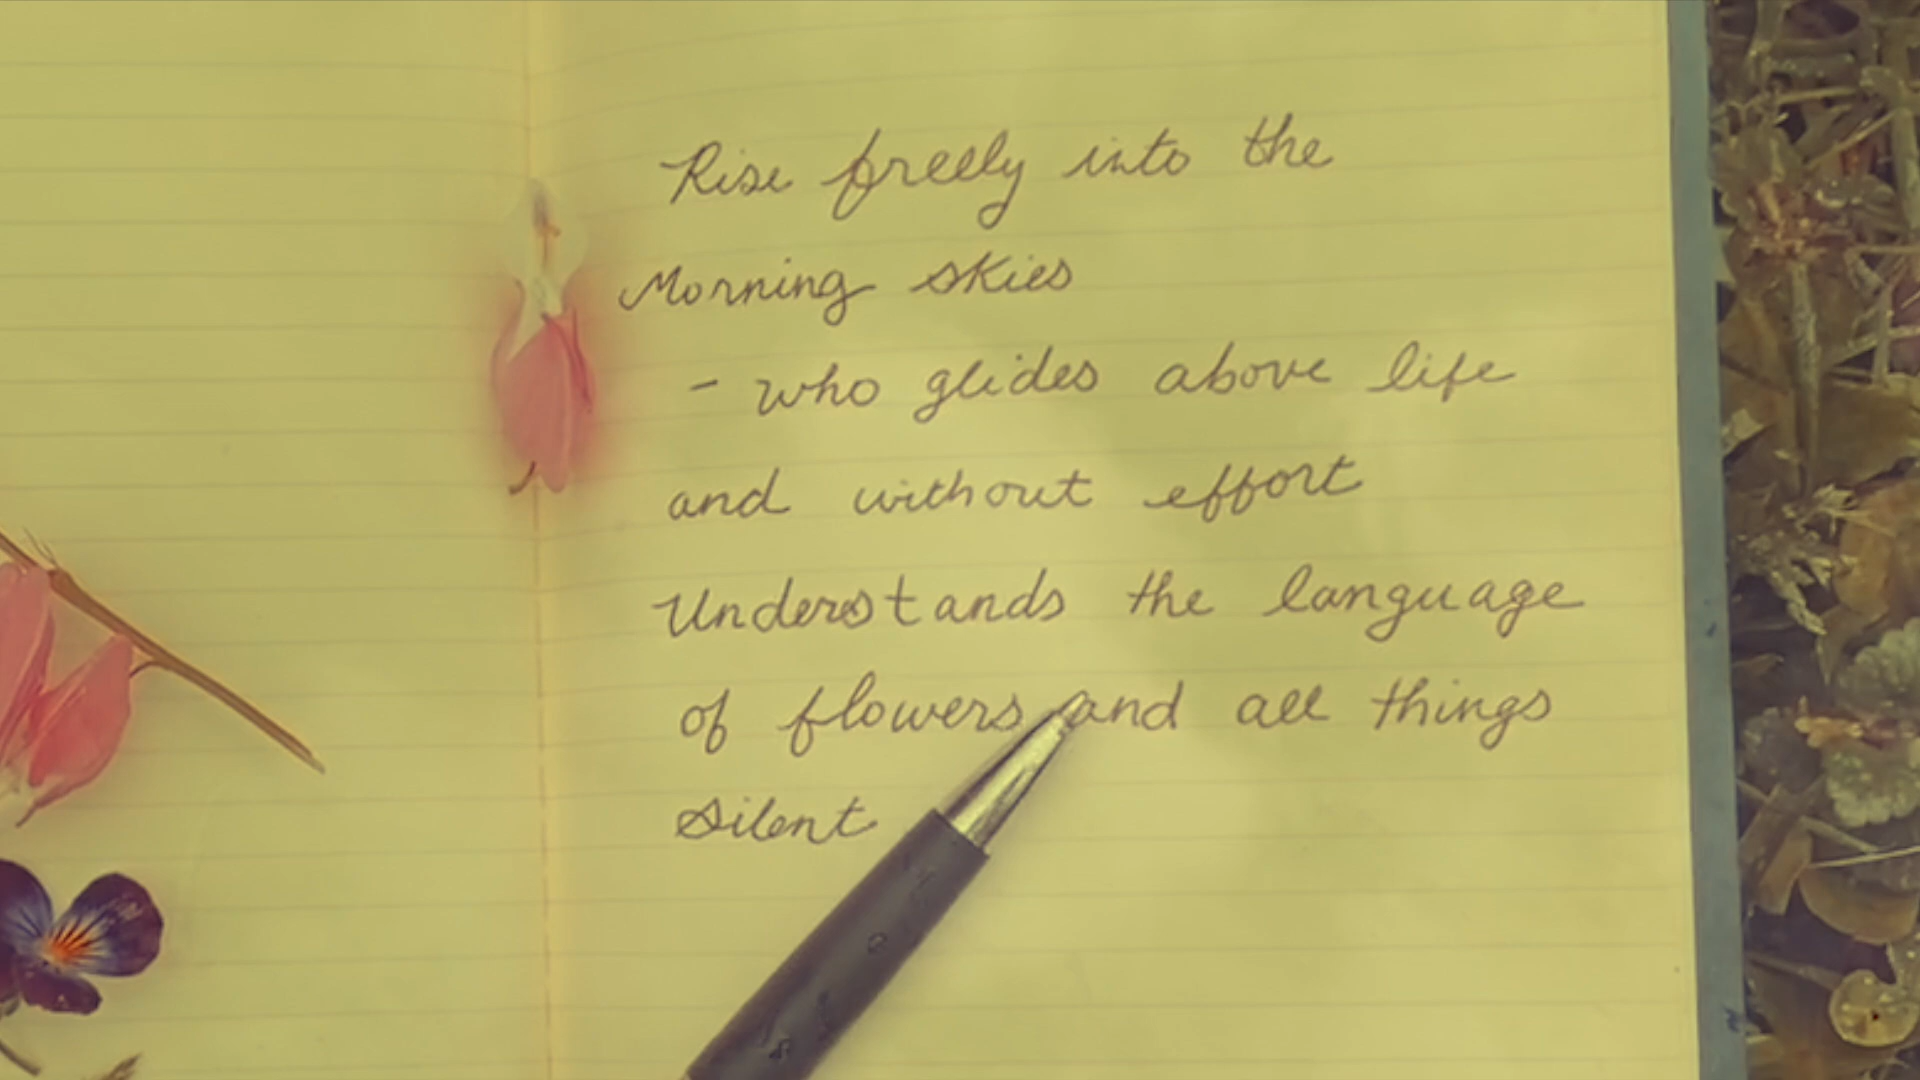 Rise freely into the
Morning skies
- who glides above life
and without effort
Understands the language
of flowers and all things
Silent